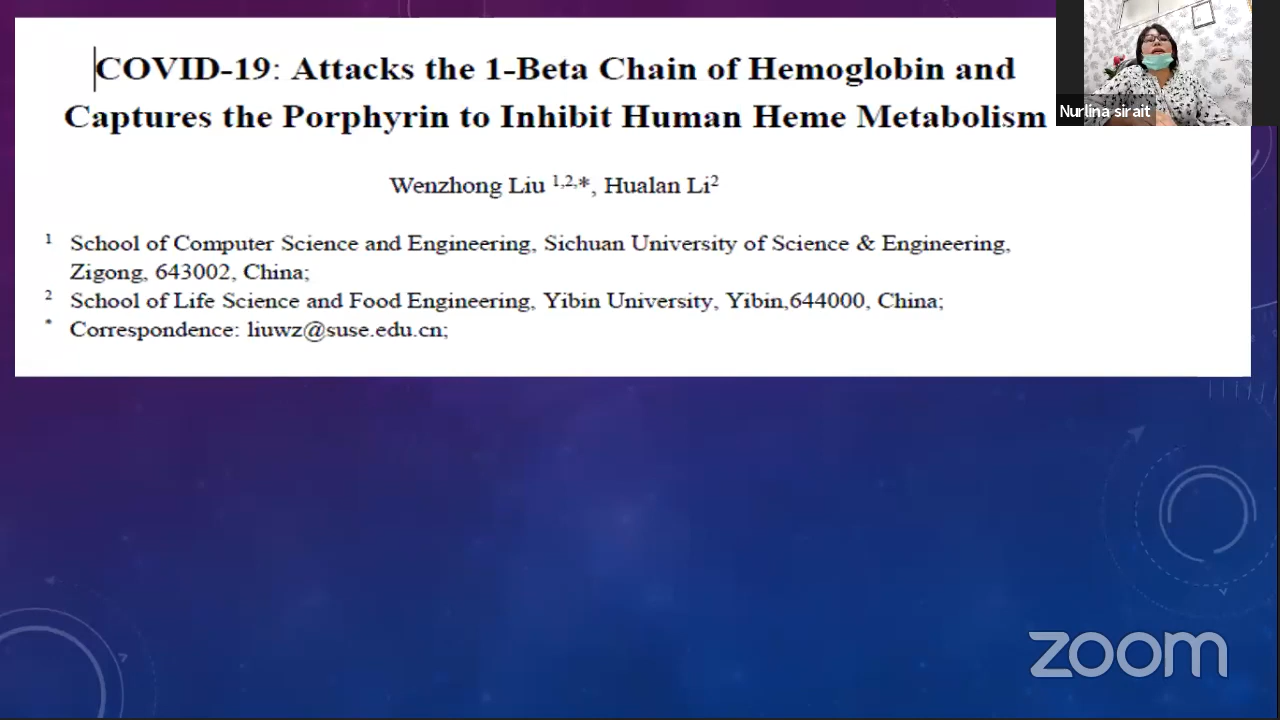 COVID-19: Attacks the 1-Beta Chain of Hemoglobin and
Captures the Porphyrin to Inhibit Human Heme Metabolism
Wenzhong Liu 1,2,*, Hualan Li2
1 School of Computer Science and Engineering, Sichuan University of Science & Engineering,
Zigong, 643002, China;
2 School of Life Science and Food Engineering, Yibin University, Yibin,644000, China;
* Correspondence: liuwz@suse.edu.cn;
Nurlina sirait
zoom